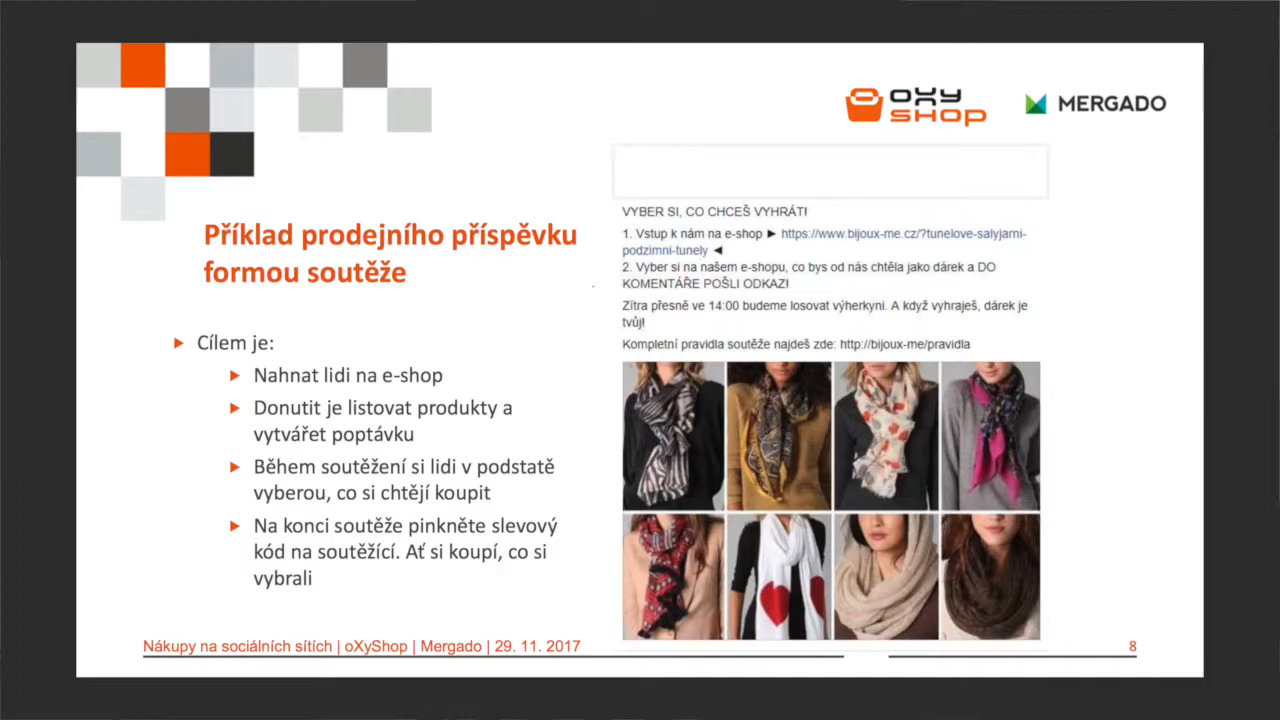 OXY
SHOP
MERGADO
Příklad prodejního příspěvku
formou soutěže
Cílem je:
Nahnat lidi na e-shop
Donutit je listovat produkty a
vytvářet poptávku
Během soutěžení si lidi v podstatě
vyberou, co si chtějí koupit
Na konci soutěže pinkněte slevový
kód na soutěžící. Ať si koupí, co si
vybrali
VYBER SI, CO CHCEŠ VYHRÁT!
1. Vstup k nám na e-shop ► https://www.bijoux-me.cz/?tunelove-salyjarni-
podzimni-tunely ◄
2. Vyber si na našem e-shopu, co bys od nás chtěla jako dárek a DO
KOMENTÁŘE POŠLI ODKAZ!
Zítra přesně ve 14:00 budeme losovat výherkyni. A když vyhraješ, dárek je
tvůj!
Kompletní pravidla soutěže najdeš zde: http://bijoux-me/pravidla
Nákupy na sociálních sítích | oXyShop | Mergado | 29. 11. 2017
8